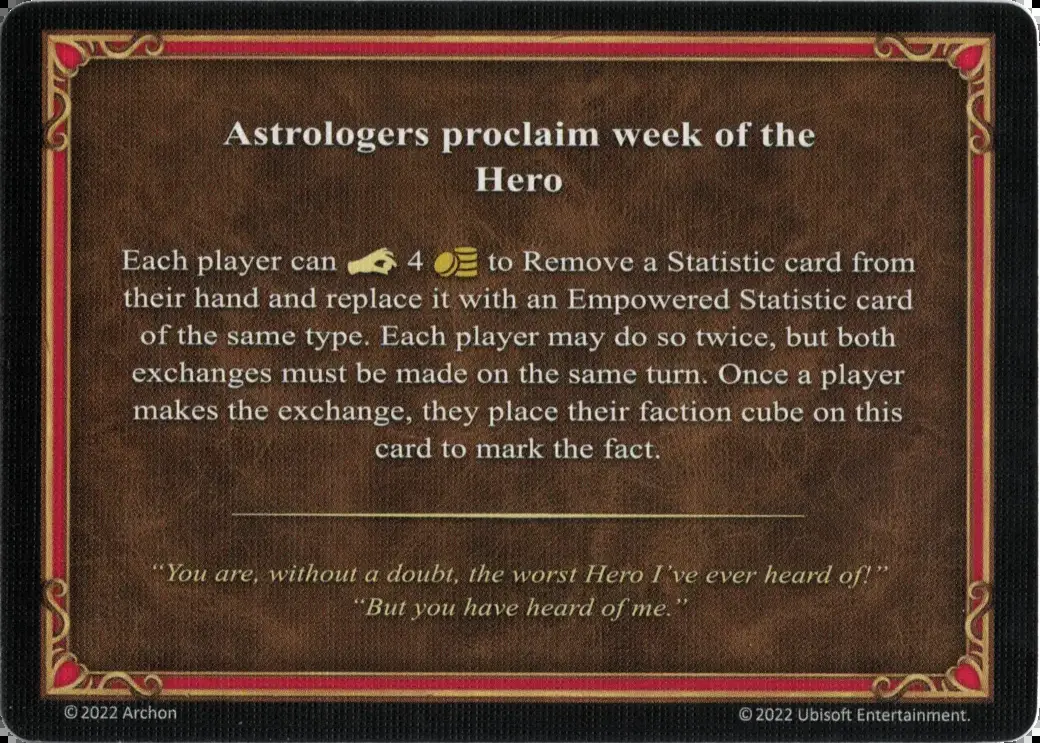 Astrologers proclaim week of the
Hero
Each player can 4 to Remove a Statistic card from
their hand and replace it with an Empowered Statistic card
of the same type. Each player may do so twice, but both
exchanges must be made on the same turn. Once a player
makes the exchange, they place their faction cube on this
card to mark the fact.
“You are, without a doubt, the worst Hero I’ve ever heard of!”
“But you have heard of me.”
© 2022 Archon
© 2022 Ubisoft Entertainment.